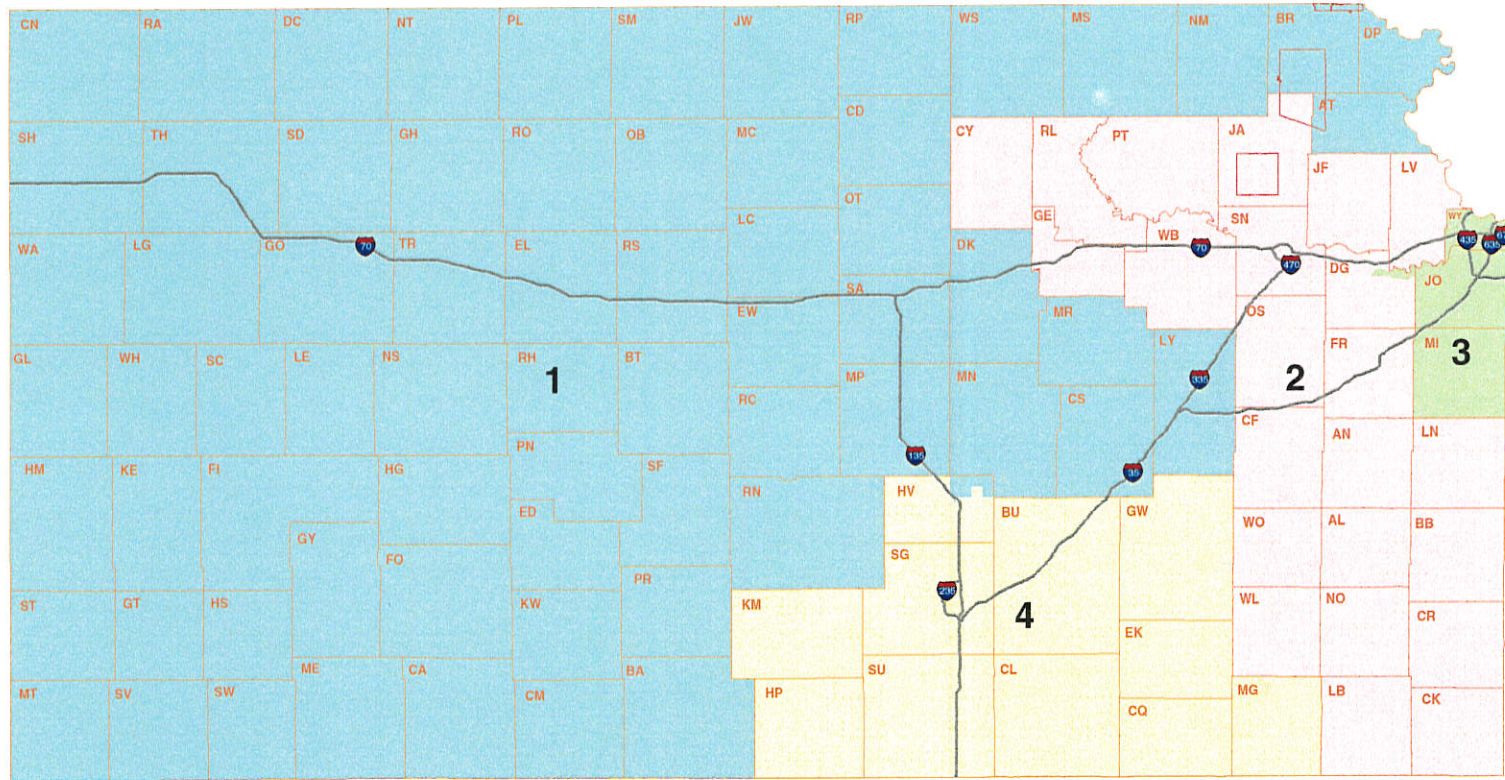 CN RA DC NT PL SM JW RP WS MS NM BR DP
SH TH SD GH RO OB MC CD CY RL PT JA AT
JF LV
OT LC GE WB SN WY
WA LG GO 70 TR EL RS DK 70 470 DG 435 635
JO
SA EW MR OS
GL WH SC LE NS RH BT LY FR MI 3
1 MP MN 335 2
RC CS CF
HM KE FI HG PN SF 135 35 AN LN
RN HV
ED BU GW WO AL BB
GY FO SG
ST GT HS KW PR KM 235 4 WL NO CR
EK
ME CA BA SU CL
MT SV SW CM HP CQ MG LB CK